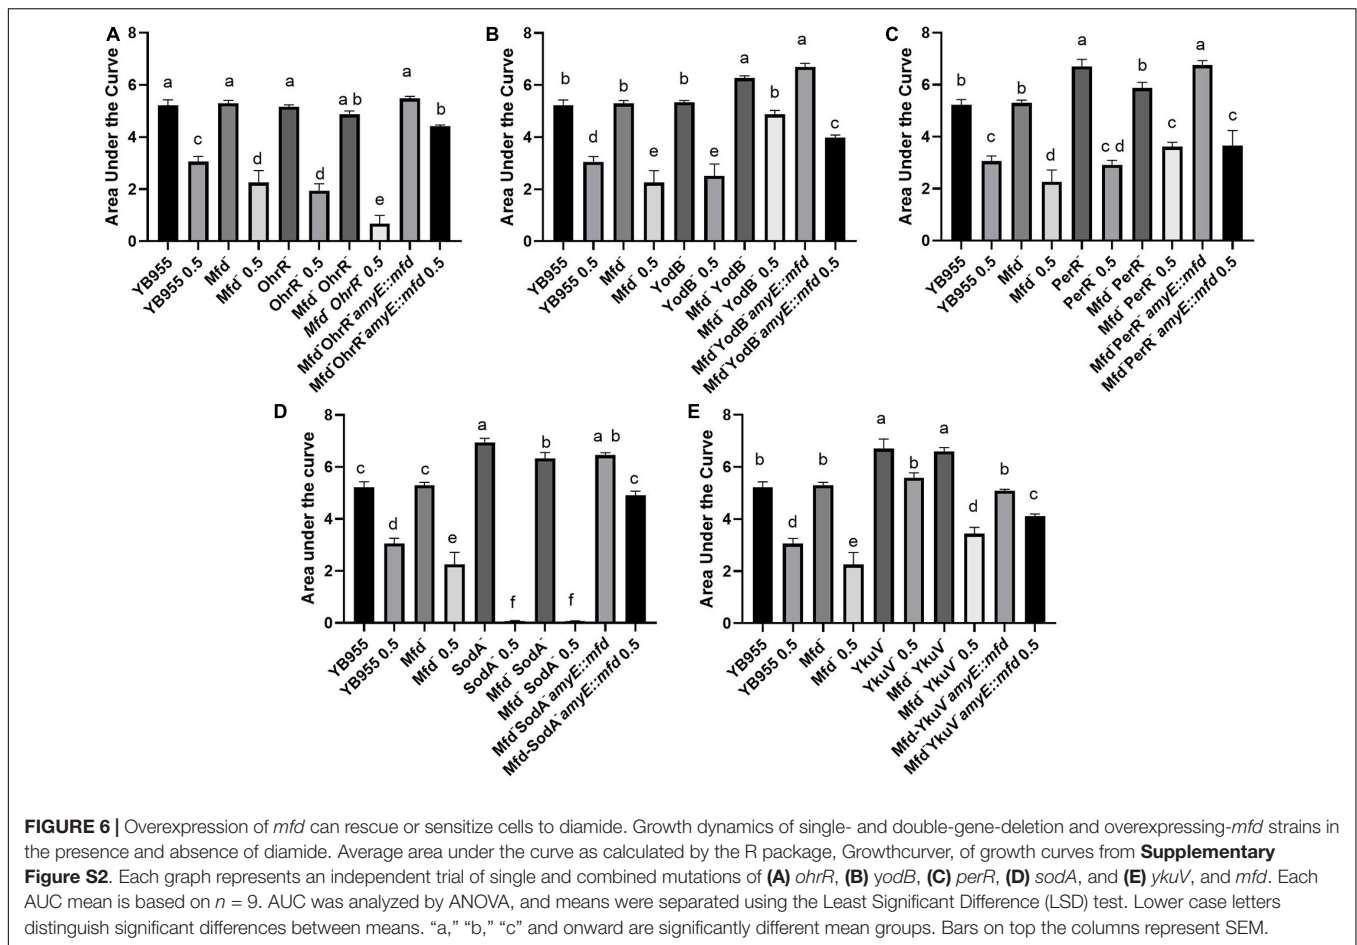 A
Area Under the Curve
8
6
4
2
0
a
c
a
d
a
d
a b
e
a
b
YB955
YB955 0.5
Mfd-
Mfd- 0.5
OhrR-
OhrR- 0.5
Mfd- OhrR-
Mfd- OhrR- 0.5
Mfd-OhrR- amyE::mfd
Mfd-OhrR- amyE::mfd 0.5
B
Area Under the Curve
8
6
4
2
0
b
d
b
e
b
e
a
b
a
c
YB955
YB955 0.5
Mfd-
Mfd- 0.5
YodB-
YodB- 0.5
Mfd- YodB-
Mfd- YodB- 0.5
Mfd-YodB- amyE::mfd
Mfd-YodB- amyE::mfd 0.5
C
Area Under the Curve
8
6
4
2
0
b
c
b
d
a
c d
b
c
a
c
YB955
YB955 0.5
Mfd-
Mfd- 0.5
PerR-
PerR- 0.5
Mfd- PerR-
Mfd- PerR- 0.5
Mfd-PerR- amyE::mfd
Mfd-PerR- amyE::mfd 0.5
D
Area under the curve
8
6
4
2
0
c
d
c
e
a
f
b
f
a b
c
YB955
YB955 0.5
Mfd-
Mfd- 0.5
SodA-
SodA- 0.5
Mfd- SodA-
Mfd- SodA- 0.5
Mfd-SodA- amyE::mfd
Mfd-SodA- amyE::mfd 0.5
E
Area Under the Curve
8
6
4
2
0
b
d
b
e
a
b
a
d
b
c
YB955
YB955 0.5
Mfd-
Mfd- 0.5
YkuV-
YkuV- 0.5
Mfd- YkuV-
Mfd- YkuV- 0.5
Mfd-YkuV- amyE::mfd
Mfd-YkuV- amyE::mfd 0.5
FIGURE 6 | Overexpression of mfd can rescue or sensitize cells to diamide. Growth dynamics of single- and double-gene-deletion and overexpressing-mfd strains in
the presence and absence of diamide. Average area under the curve as calculated by the R package, Growthcurver, of growth curves from Supplementary
Figure S2. Each graph represents an independent trial of single and combined mutations of (A) ohrR, (B) yodB, (C) perR, (D) sodA, and (E) ykuV, and mfd. Each
AUC mean is based on n = 9. AUC was analyzed by ANOVA, and means were separated using the Least Significant Difference (LSD) test. Lower case letters
distinguish significant differences between means. “a,” “b,” “c” and onward are significantly different mean groups. Bars on top the columns represent SEM.